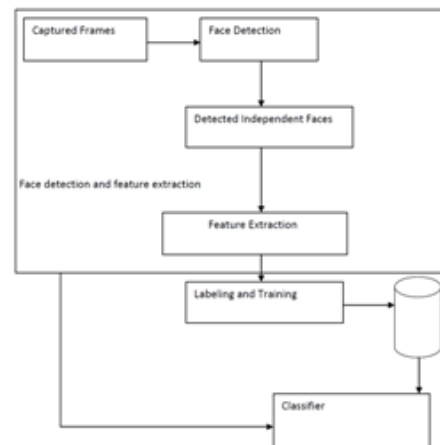 Captured Frames
Face Detection
Detected Independent Faces
Face detection and feature extraction
Feature Extraction
Labeling and Training
Classifier